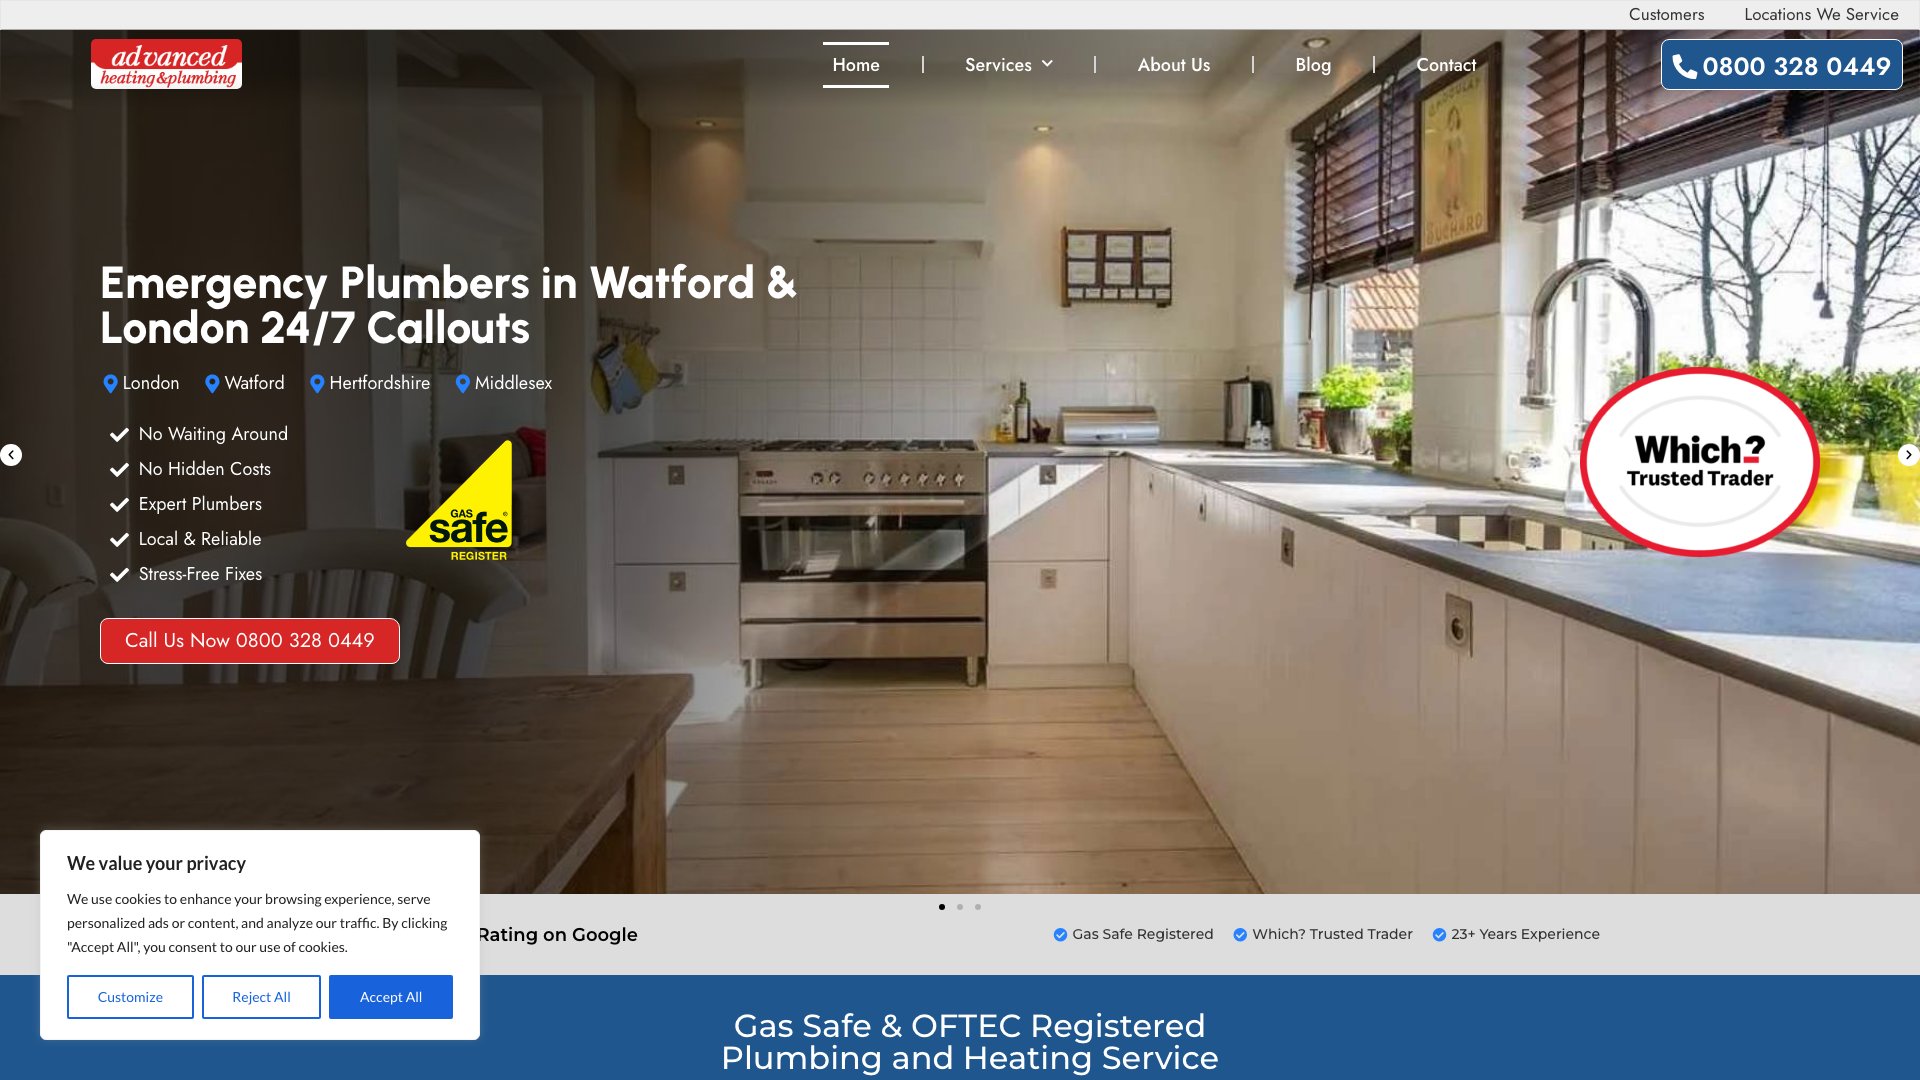 Customers
Locations We Service
advanced
heating&plumbing
Home
Services
About Us
Blog
Contact
0800 328 0449
Emergency Plumbers in Watford &
London 24/7 Callouts
London
Watford
Hertfordshire
Middlesex
No Waiting Around
No Hidden Costs
Expert Plumbers
Local & Reliable
Stress-Free Fixes
GAS
safe
REGISTER
Call Us Now 0800 328 0449
Which?
Trusted Trader
We value your privacy
We use cookies to enhance your browsing experience, serve
personalized ads or content, and analyze our traffic. By clicking
"Accept All", you consent to our use of cookies.
Customize
Reject All
Accept All
Rating on Google
Gas Safe Registered
Which? Trusted Trader
23+ Years Experience
Gas Safe & OFTEC Registered
Plumbing and Heating Service